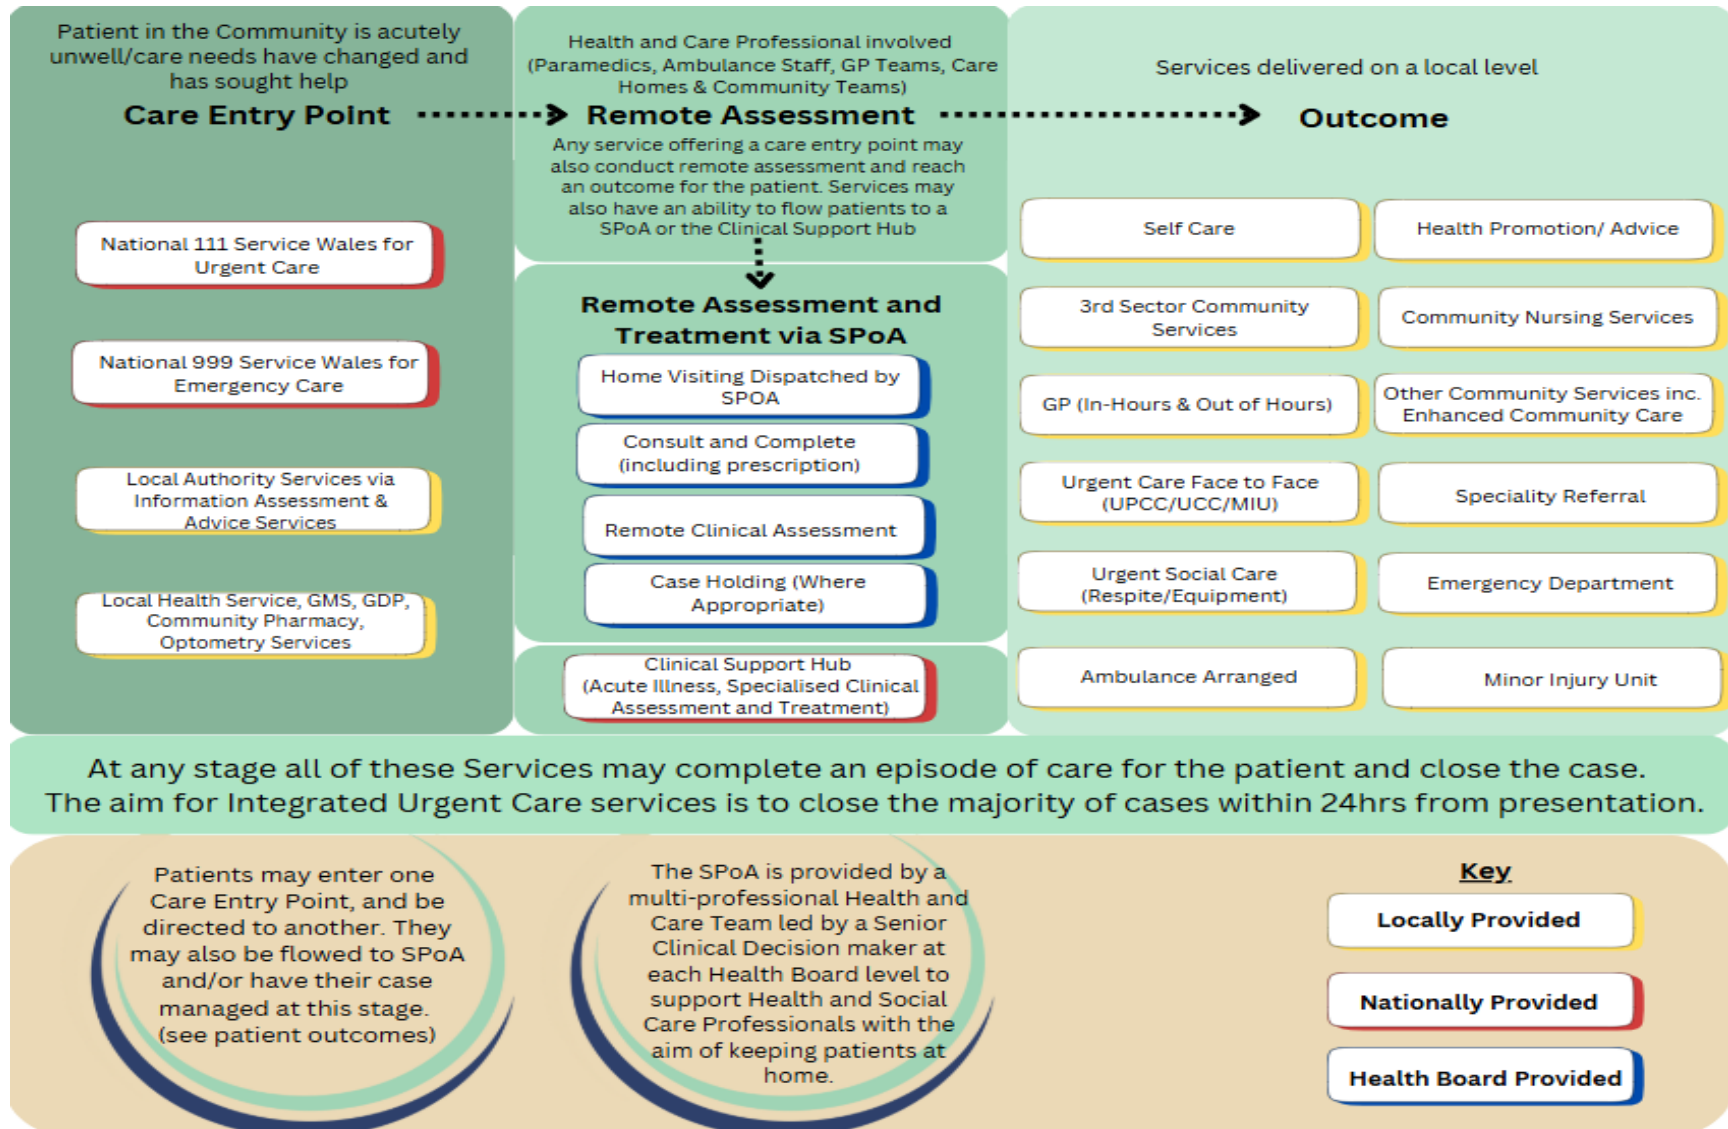 Patient in the Community is acutely
unwell/care needs have changed and
has sought help
Care Entry Point
National 111 Service Wales for
Urgent Care
National 999 Service Wales for
Emergency Care
Local Authority Services via
Information Assessment &
Advice Services
Local Health Service, GMS, GDP,
Community Pharmacy,
Optometry Services
Health and Care Professional involved
(Paramedics, Ambulance Staff, GP Teams, Care
Homes & Community Teams)
Remote Assessment
Any service offering a care entry point may
also conduct remote assessment and reach
an outcome for the patient. Services may
also have an ability to flow patients to a
SPoA or the Clinical Support Hub
Remote Assessment and
Treatment via SPoA
Home Visiting Dispatched by
SPOA
Consult and Complete
(including prescription)
Remote Clinical Assessment
Case Holding (Where
Appropriate)
Clinical Support Hub
(Acute Illness, Specialised Clinical
Assessment and Treatment)
Services delivered on a local level
Outcome
Self Care
Health Promotion/ Advice
3rd Sector Community
Services
Community Nursing Services
GP (In-Hours & Out of Hours)
Other Community Services inc.
Enhanced Community Care
Urgent Care Face to Face
(UPCC/UCC/MIU)
Speciality Referral
Urgent Social Care
(Respite/Equipment)
Emergency Department
Ambulance Arranged
Minor Injury Unit
At any stage all of these Services may complete an episode of care for the patient and close the case.
The aim for Integrated Urgent Care services is to close the majority of cases within 24hrs from presentation.
Patients may enter one
Care Entry Point, and be
directed to another. They
may also be flowed to SPoA
and/or have their case
managed at this stage.
(see patient outcomes)
The SPoA is provided by a
multi-professional Health and
Care Team led by a Senior
Clinical Decision maker at
each Health Board level to
support Health and Social
Care Professionals with the
aim of keeping patients at
home.
Key
Locally Provided
Nationally Provided
Health Board Provided